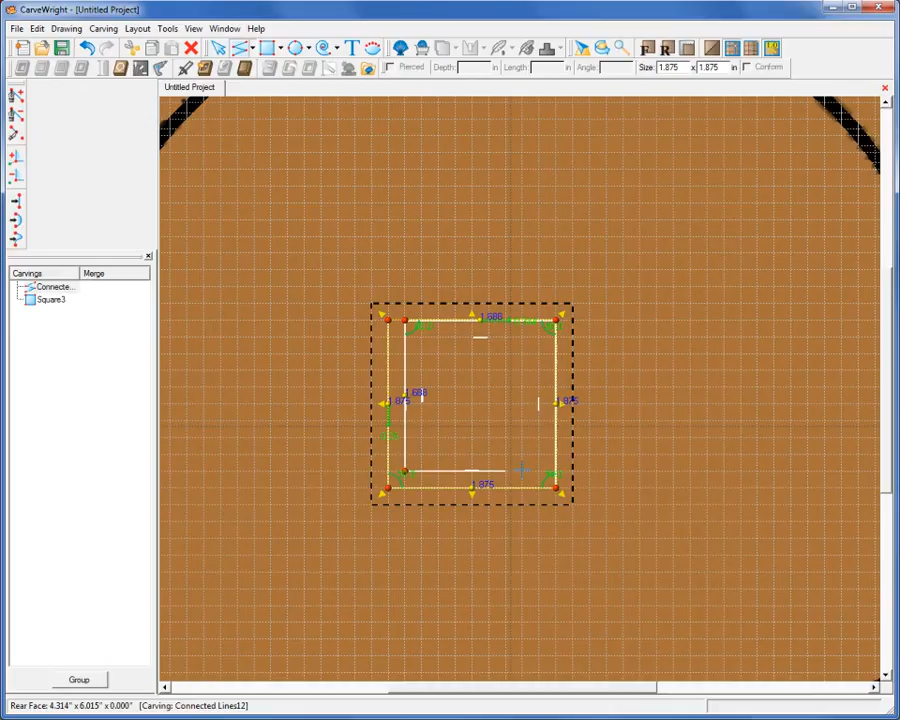 CarveWright - [Untitled Project]
File Edit Drawing Carving Layout Tools View Window Help
Pierced Depth: in Length: in Angle: Size: 1.875 x 1.875 in Conform
Untitled Project
Carvings Merge
Connecte...
Square3
1.688
1.688
1.875
1.875
1.875
Group
Rear Face: 4.314" x 6.015" x 0.000" [Carving: Connected Lines12]